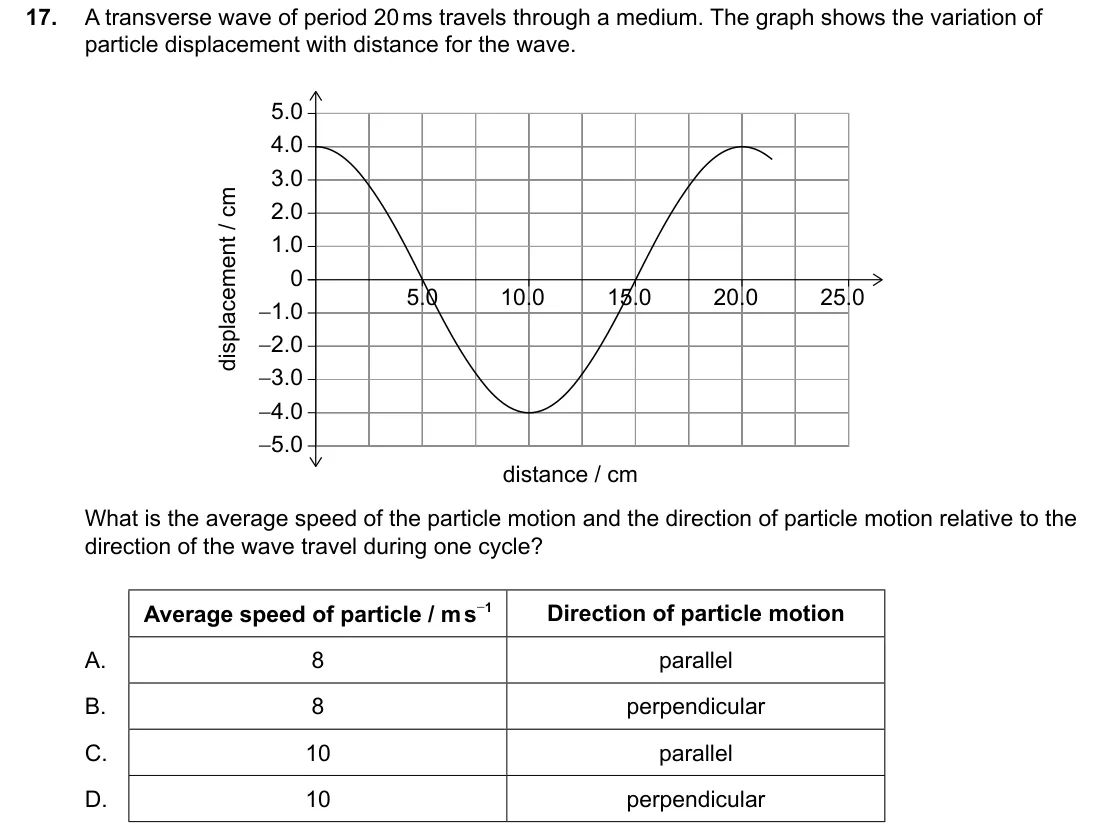 17. A transverse wave of period 20 ms travels through a medium. The graph shows the variation of
particle displacement with distance for the wave.
5.0
4.0
3.0
2.0
1.0
0
–1.0
–2.0
–3.0
–4.0
–5.0
displacement / cm
5.0 10.0 15.0 20.0 25.0
distance / cm
What is the average speed of the particle motion and the direction of particle motion relative to the
direction of the wave travel during one cycle?
Average speed of particle / m s⁻¹ Direction of particle motion
A. 8 parallel
B. 8 perpendicular
C. 10 parallel
D. 10 perpendicular